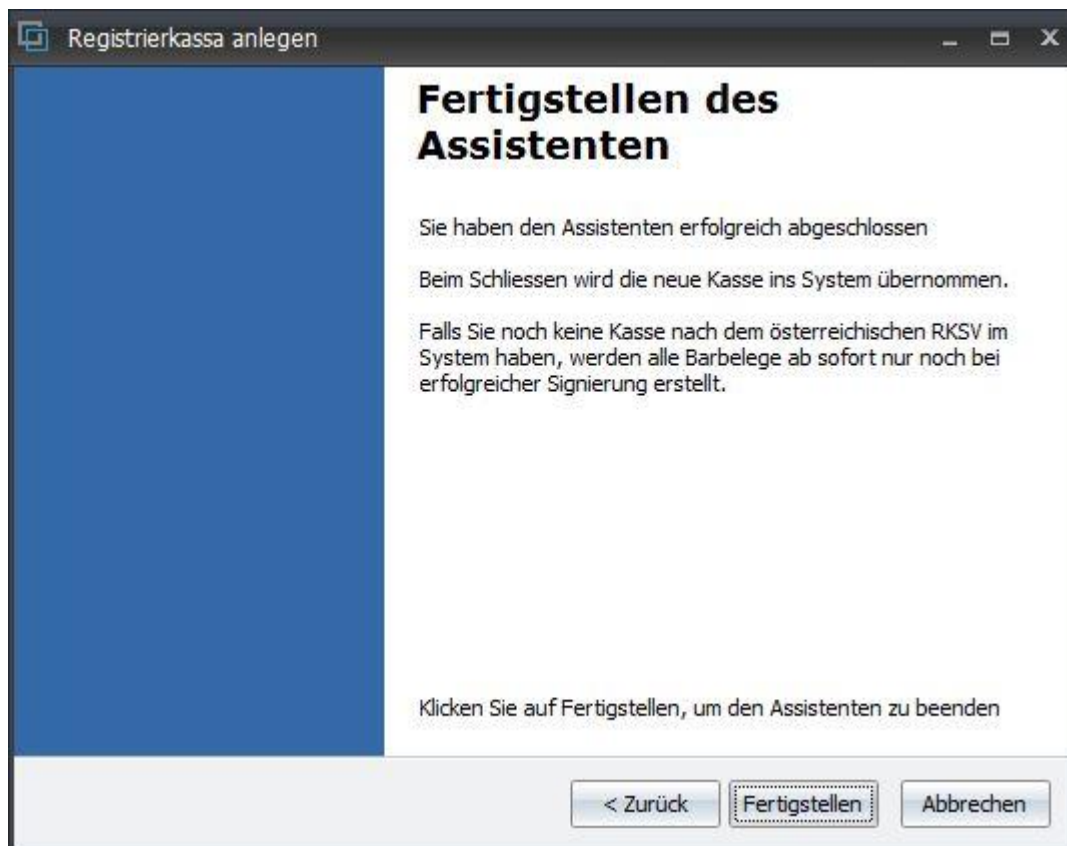 Registrierkassa anlegen
Fertigstellen des
Assistenten
Sie haben den Assistenten erfolgreich abgeschlossen
Beim Schliessen wird die neue Kasse ins System übernommen.
Falls Sie noch keine Kasse nach dem österreichischen RKSV im
System haben, werden alle Barbelege ab sofort nur noch bei
erfolgreicher Signierung erstellt.
Klicken Sie auf Fertigstellen, um den Assistenten zu beenden
< Zurück Fertigstellen Abbrechen